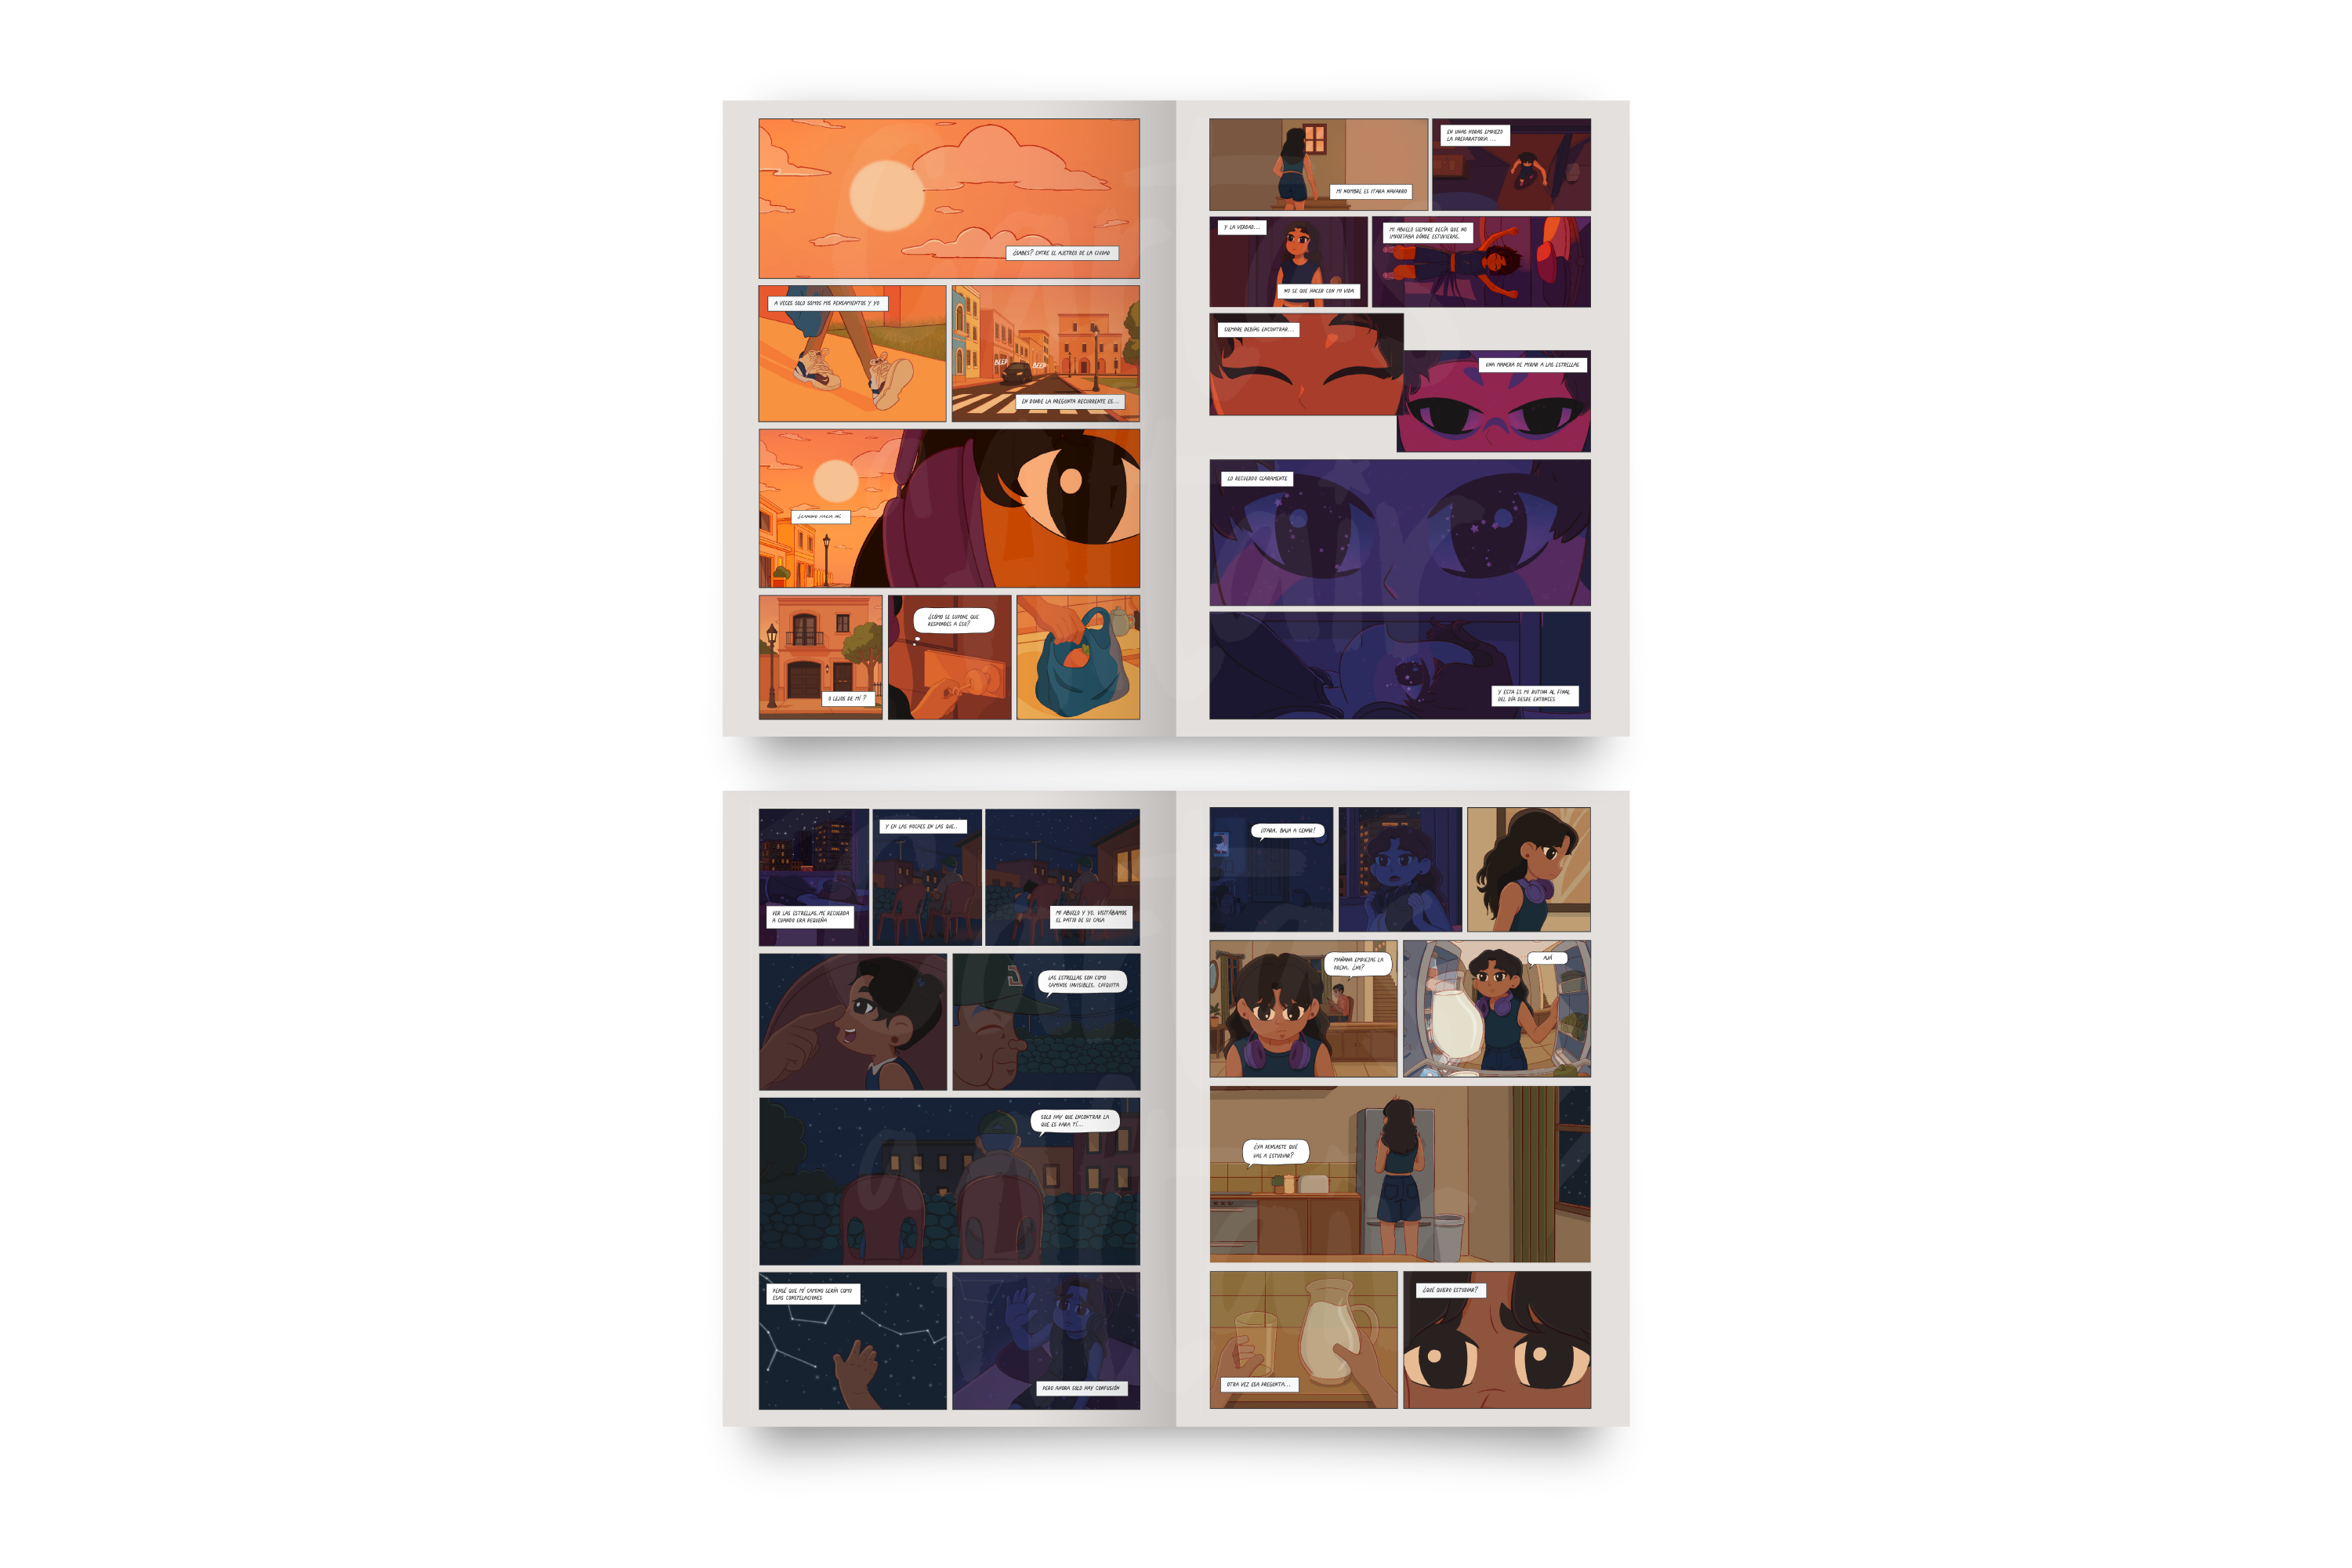 ¿SABES? ENTRE EL AJETREO DE LA CIUDAD
A VECES SOLO SOMOS MIS PENSAMIENTOS Y YO
BEEP
BEEP
EN DONDE LA PREGUNTA RECURRENTE ES...
¿CAMINO HACIA MÍ
O LEJOS DE MÍ ?
¿CÓMO SE SUPONE QUE
RESPONDES A ESO?
MI NOMBRE ES ITARA NAVARRO
EN UNAS HORAS EMPIEZO
LA PREPARATORIA ...
Y LA VERDAD...
NO SE QUÉ HACER CON MI VIDA
MI ABUELO SIEMPRE DECÍA QUE NO
IMPORTABA DÓNDE ESTUVIERAS,
SIEMPRE DEBÍAS ENCONTRAR...
UNA MANERA DE MIRAR A LAS ESTRELLAS
LO RECUERDO CLARAMENTE
Y ESTA ES MI RUTINA AL FINAL
DEL DÍA DESDE ENTONCES
VER LAS ESTRELLAS, ME RECUERDA
A CUANDO ERA PEQUEÑA
Y EN LAS NOCHES EN LAS QUE..
MI ABUELO Y YO, VISITÁBAMOS
EL PATIO DE SU CASA
LAS ESTRELLAS SON COMO
CAMINOS INVISIBLES, CHIQUITA
SOLO HAY QUE ENCONTRAR LA
QUE ES PARA TÍ...
PENSÉ QUE MÍ CAMINO SERÍA COMO
ESAS CONSTELACIONES
PERO AHORA SOLO HAY CONFUSIÓN
¡ITARA, BAJA A CENAR!
MAÑANA EMPIEZAS LA
PREPA, ¿NE?
AJÁ
¿YA PENSASTE QUÉ
VAS A ESTUDIAR?
OTRA VEZ ESA PREGUNTA...
¿QUÉ QUIERO ESTUDIAR?